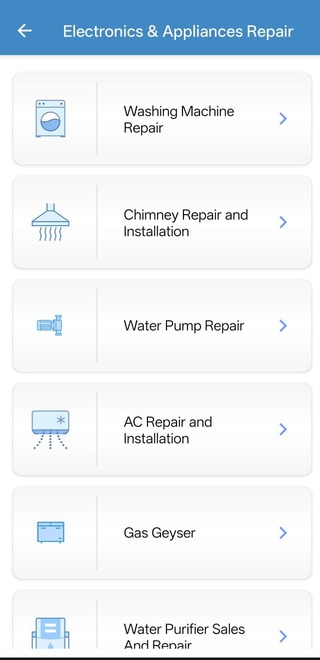 Electronics & Appliances Repair
Washing Machine
Repair
Chimney Repair and
Installation
Water Pump Repair
AC Repair and
Installation
Gas Geyser
Water Purifier Sales
And Repair